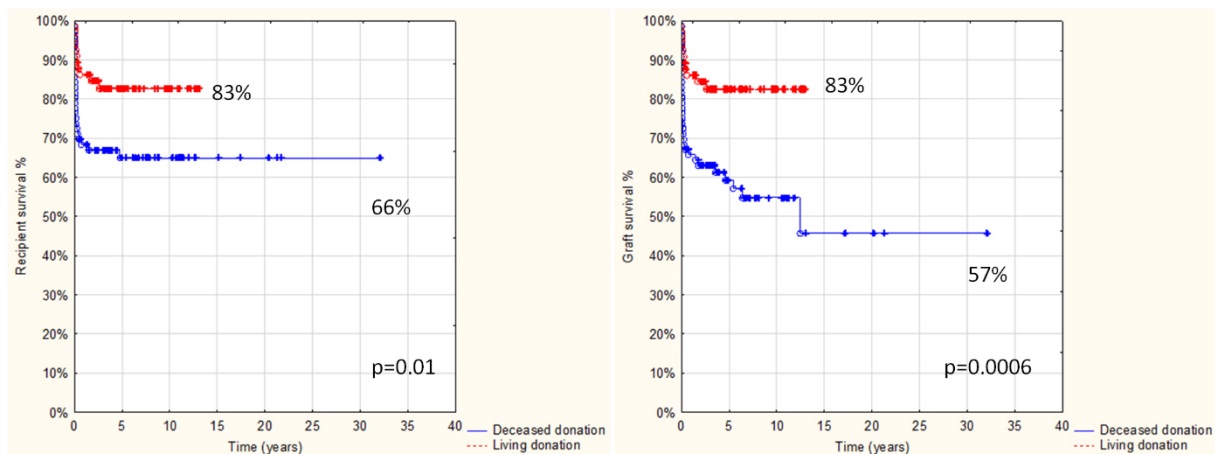 100%
90%
80%
70%
60%
50%
40%
30%
20%
10%
0%
Recipient survival %
83%
66%
p=0.01
0 5 10 15 20 25 30 35 40
Time (years)
Deceased donation
Living donation
100%
90%
80%
70%
60%
50%
40%
30%
20%
10%
0%
Graft survival %
83%
57%
p=0.0006
0 5 10 15 20 25 30 35 40
Time (years)
Deceased donation
Living donation